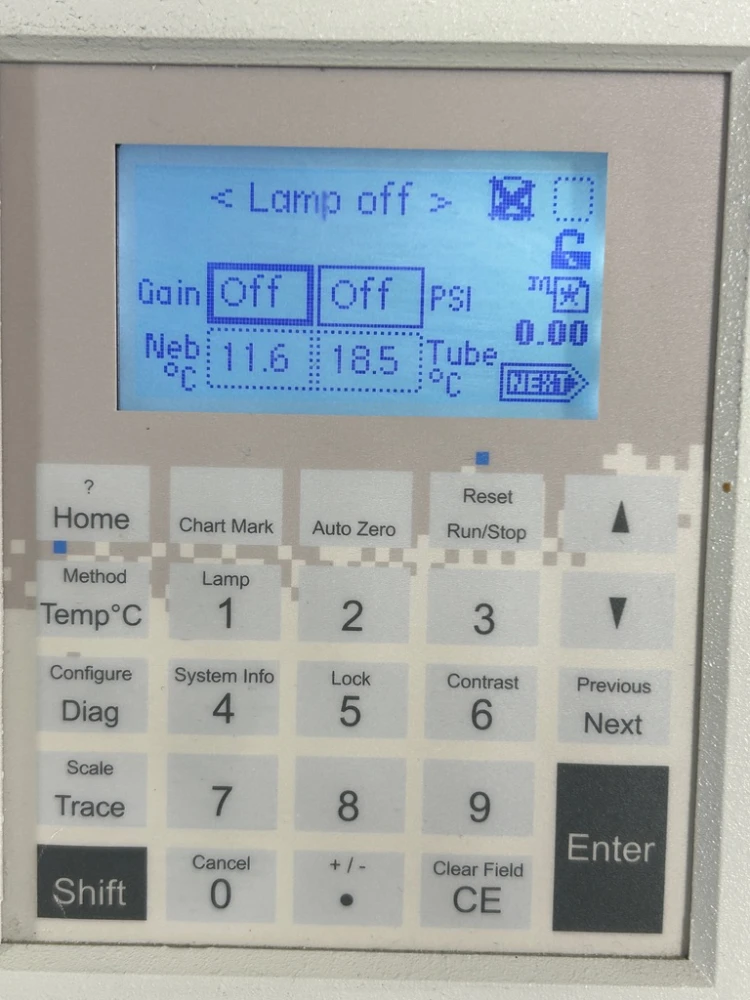 < Lamp off >
Gain Off Off PSI
m
0.00
Neb °C 11.6 18.5 Tube °C
NEXT
?
Home
Chart Mark
Auto Zero
Reset
Run/Stop
▲
Method
Temp°C
Lamp
1
2
3
▼
Configure
Diag
System Info
4
Lock
5
Contrast
6
Previous
Next
Scale
Trace
7
8
9
Enter
Shift
Cancel
0
+ / -
•
Clear Field
CE